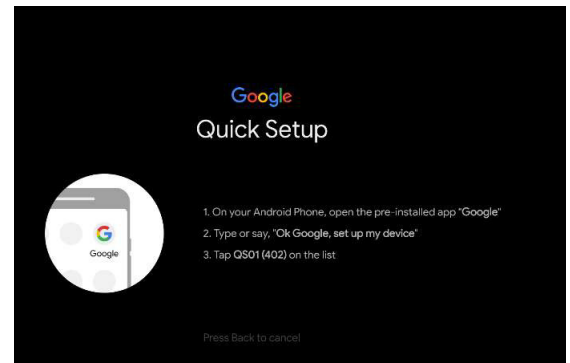 Google
Quick Setup
1. On your Android Phone, open the pre-installed app "Google"
2. Type or say, "Ok Google, set up my device"
3. Tap QS01 (402) on the list
G
Google
Press Back to cancel